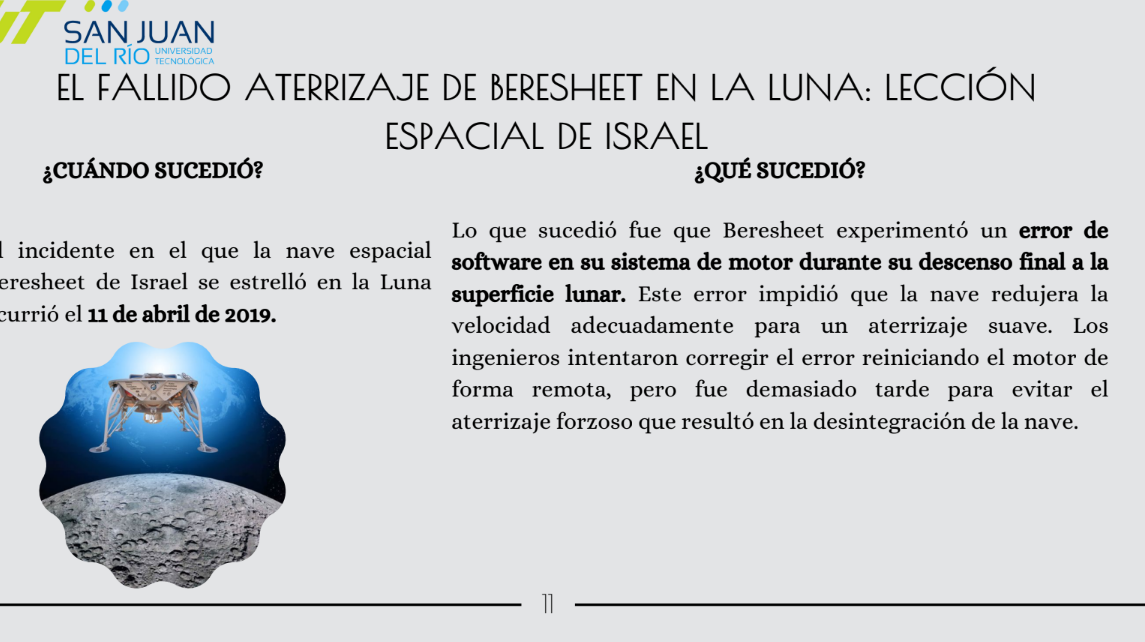 SAN JUAN
DEL RÍO UNIVERSIDAD
TECNOLÓGICA
EL FALLIDO ATERRIZAJE DE BERESHEET EN LA LUNA: LECCIÓN
ESPACIAL DE ISRAEL
¿CUÁNDO SUCEDIÓ?
l incidente en el que la nave espacial
eresheet de Israel se estrelló en la Luna
currió el 11 de abril de 2019.
¿QUÉ SUCEDIÓ?
Lo que sucedió fue que Beresheet experimentó un error de
software en su sistema de motor durante su descenso final a la
superficie lunar. Este error impidió que la nave redujera la
velocidad adecuadamente para un aterrizaje suave. Los
ingenieros intentaron corregir el error reiniciando el motor de
forma remota, pero fue demasiado tarde para evitar el
aterrizaje forzoso que resultó en la desintegración de la nave.
11